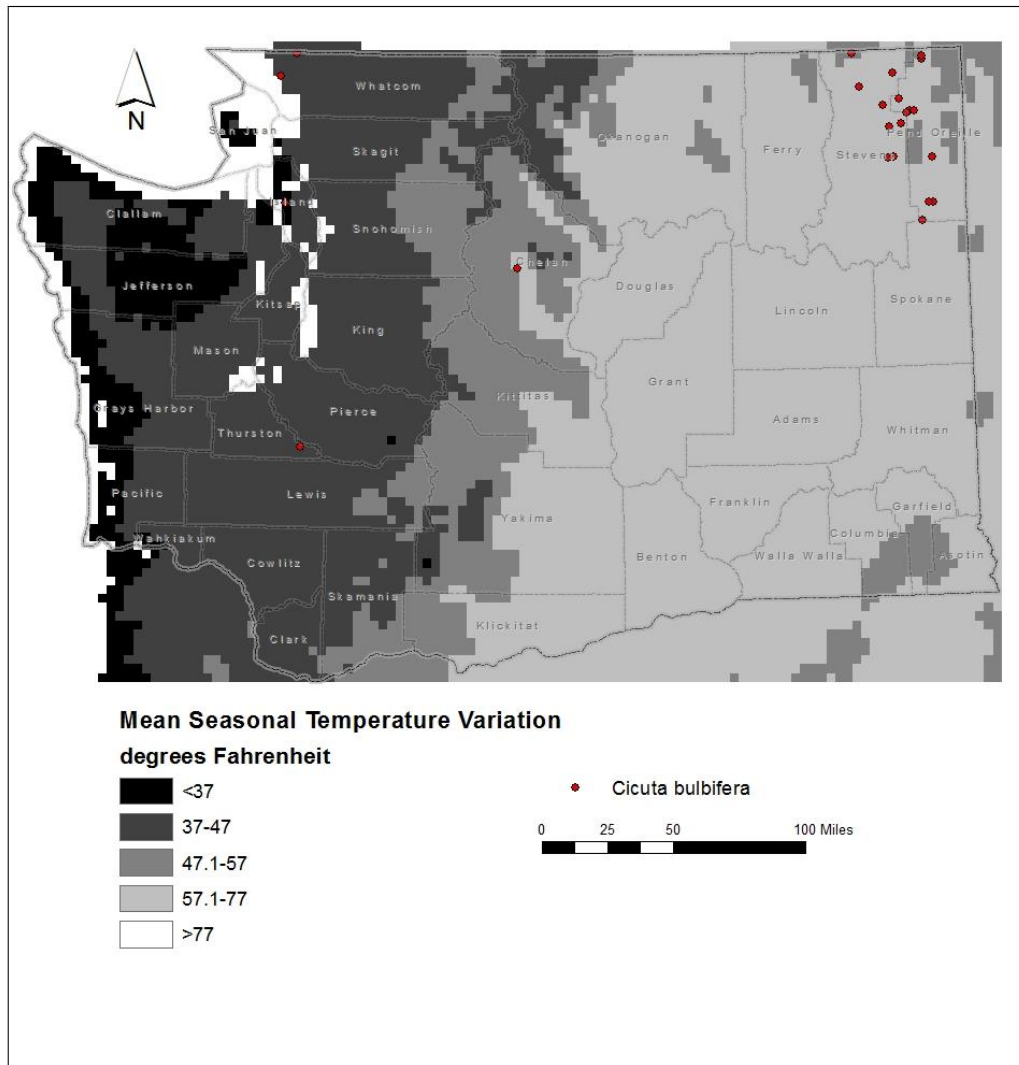 N
Whatcom
San Juan
Okanogan
Pend Oreille
Skagit
Ferry
Stevens
Island
Clallam
Snohomish
Chelan
Jefferson
Douglas
Spokane
Kitsap
Lincoln
King
Mason
Grant
Kittitas
Grays Harbor
Pierce
Adams
Thurston
Whitman
Pacific
Lewis
Franklin
Garfield
Yakima
Columbia
Wahkiakum
Benton
Walla Walla
Asotin
Cowlitz
Skamania
Klickitat
Clark
Mean Seasonal Temperature Variation
degrees Fahrenheit
<37
37-47
47.1-57
57.1-77
>77
Cicuta bulbifera
0 25 50 100 Miles